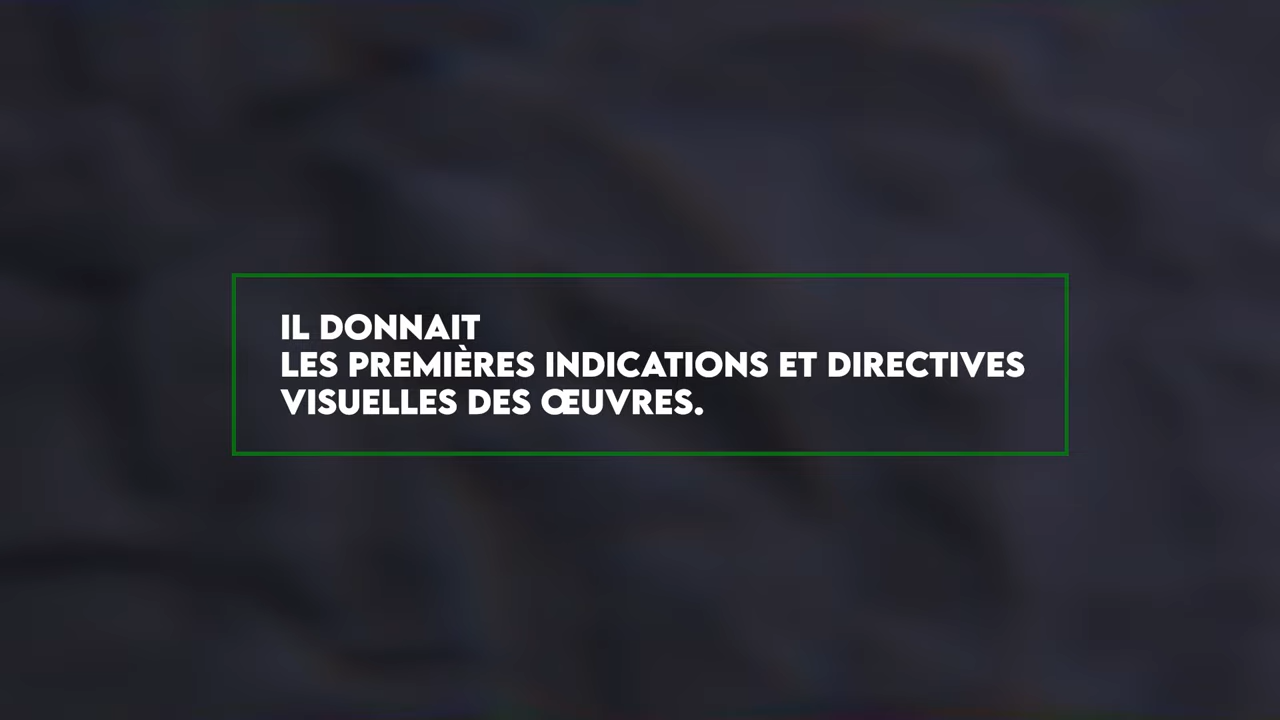 IL DONNAIT
LES PREMIÈRES INDICATIONS ET DIRECTIVES
VISUELLES DES ŒUVRES.